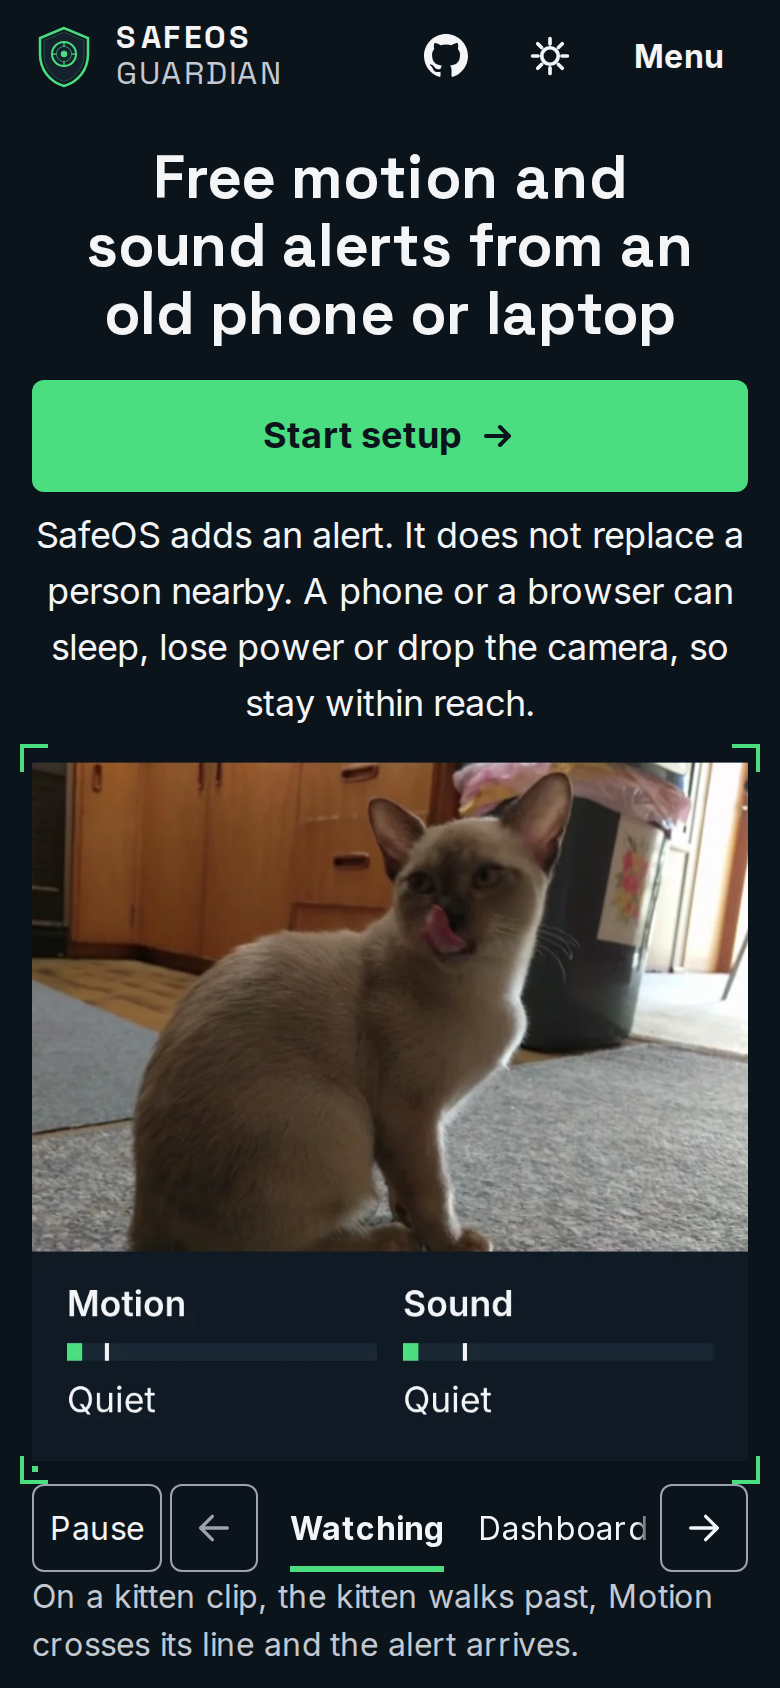 SAFEOS
GUARDIAN
Menu
Free motion and
sound alerts from an
old phone or laptop
Start setup →
SafeOS adds an alert. It does not replace a
person nearby. A phone or a browser can
sleep, lose power or drop the camera, so
stay within reach.
Motion
Sound
Quiet
Quiet
Pause
←
Watching
Dashboard
→
On a kitten clip, the kitten walks past, Motion
crosses its line and the alert arrives.